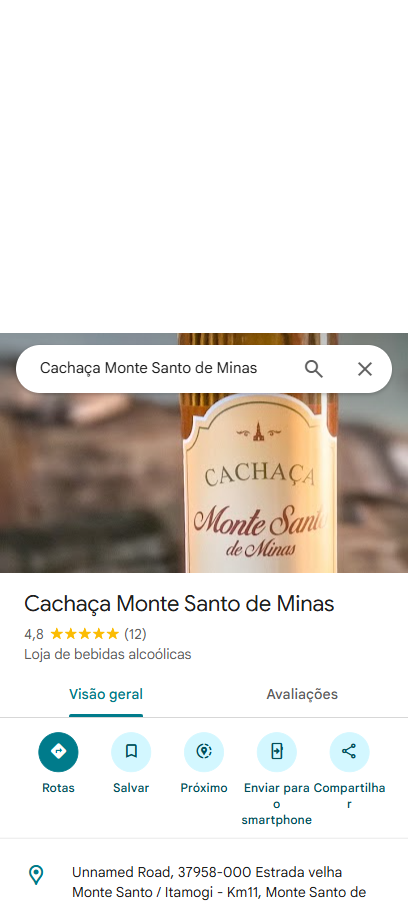 Cachaça Monte Santo de Minas
CACHAÇA
Monte Santo
de Minas
Cachaça Monte Santo de Minas
4,8 (12)
Loja de bebidas alcoólicas
Visão geral Avaliações
Rotas Salvar Próximo Enviar para o smartphone Compartilhar
Unnamed Road, 37958-000 Estrada velha
Monte Santo / Itamogi - Km11, Monte Santo de